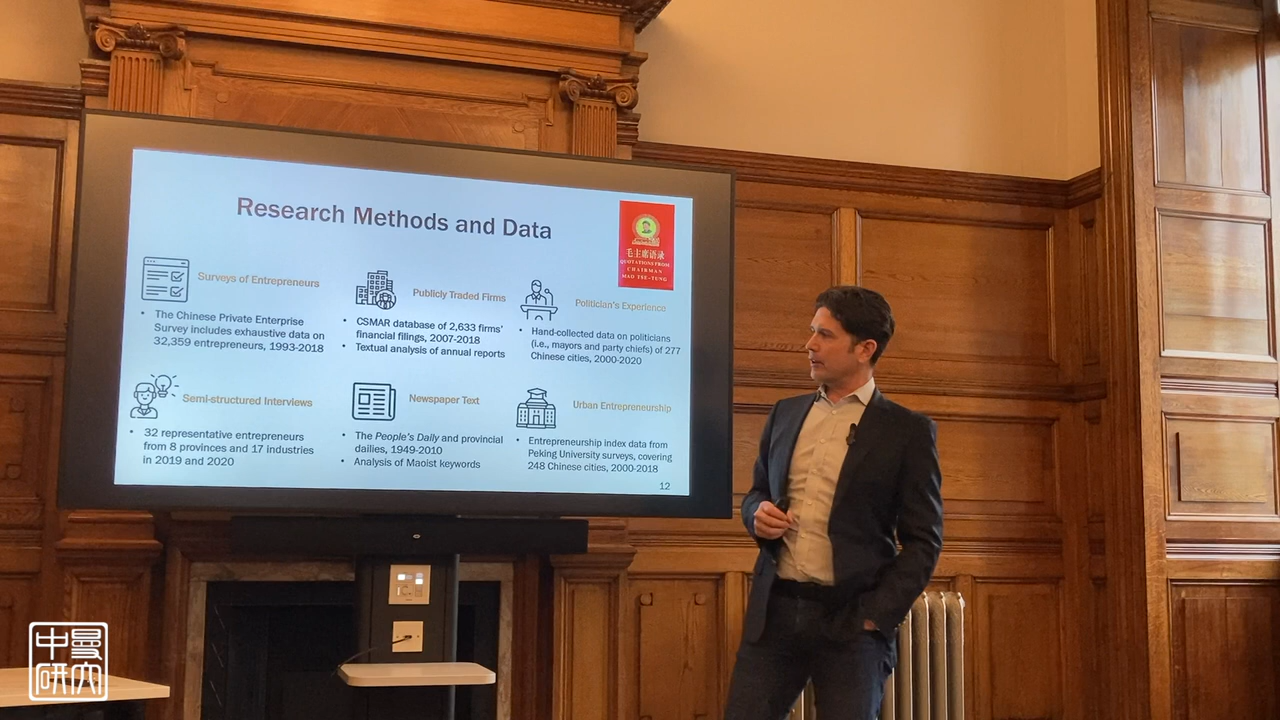 Research Methods and Data
毛主席语录
QUOTATIONS FROM
CHAIRMAN
MAO TSE-TUNG
Surveys of Entrepreneurs
• The Chinese Private Enterprise
Survey includes exhaustive data on
32,359 entrepreneurs, 1993-2018
Publicly Traded Firms
• CSMAR database of 2,633 firms'
financial filings, 2007-2018
• Textual analysis of annual reports
Politician's Experience
• Hand-collected data on politicians
(i.e., mayors and party chiefs) of 277
Chinese cities, 2000-2020
Semi-structured Interviews
• 32 representative entrepreneurs
from 8 provinces and 17 industries
in 2019 and 2020
Newspaper Text
• The People's Daily and provincial
dailies, 1949-2010
• Analysis of Maoist keywords
Urban Entrepreneurship
• Entrepreneurship index data from
Peking University surveys, covering
248 Chinese cities, 2000-2018
12
中曼
研究